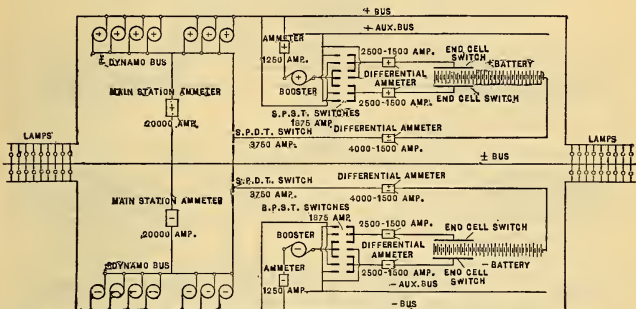 + BUS
+ AUX. BUS
AMMETER
+
1250 AMP.
+
BOOSTER
2500-1500 AMP.
+
END CELL
SWITCH
+ BATTERY
DIFFERENTIAL
AMMETER
+
END CELL SWITCH
2500-1500 AMP.
S.P.S.T. SWITCHES
1875 AMP.
+ + + + + + +
DYNAMO BUS
MAIN STATION AMMETER
+
20000 AMP.
S.P.D.T. SWITCH
3750 AMP.
DIFFERENTIAL AMMETER
±
4000-1500 AMP.
LAMPS
LAMPS
± BUS
S.P.D.T. SWITCH
3750 AMP.
DIFFERENTIAL AMMETER
±
4000-1500 AMP.
MAIN STATION AMMETER
-
20000 AMP.
S.P.S.T. SWITCHES
1875 AMP.
2500-1500 AMP.
-
END CELL SWITCH
BOOSTER
-
DIFFERENTIAL
AMMETER
-
- BATTERY
2500-1500 AMP.
END CELL
SWITCH
AMMETER
-
1250 AMP.
- AUX. BUS
DYNAMO BUS
- - - - - - -
- BUS